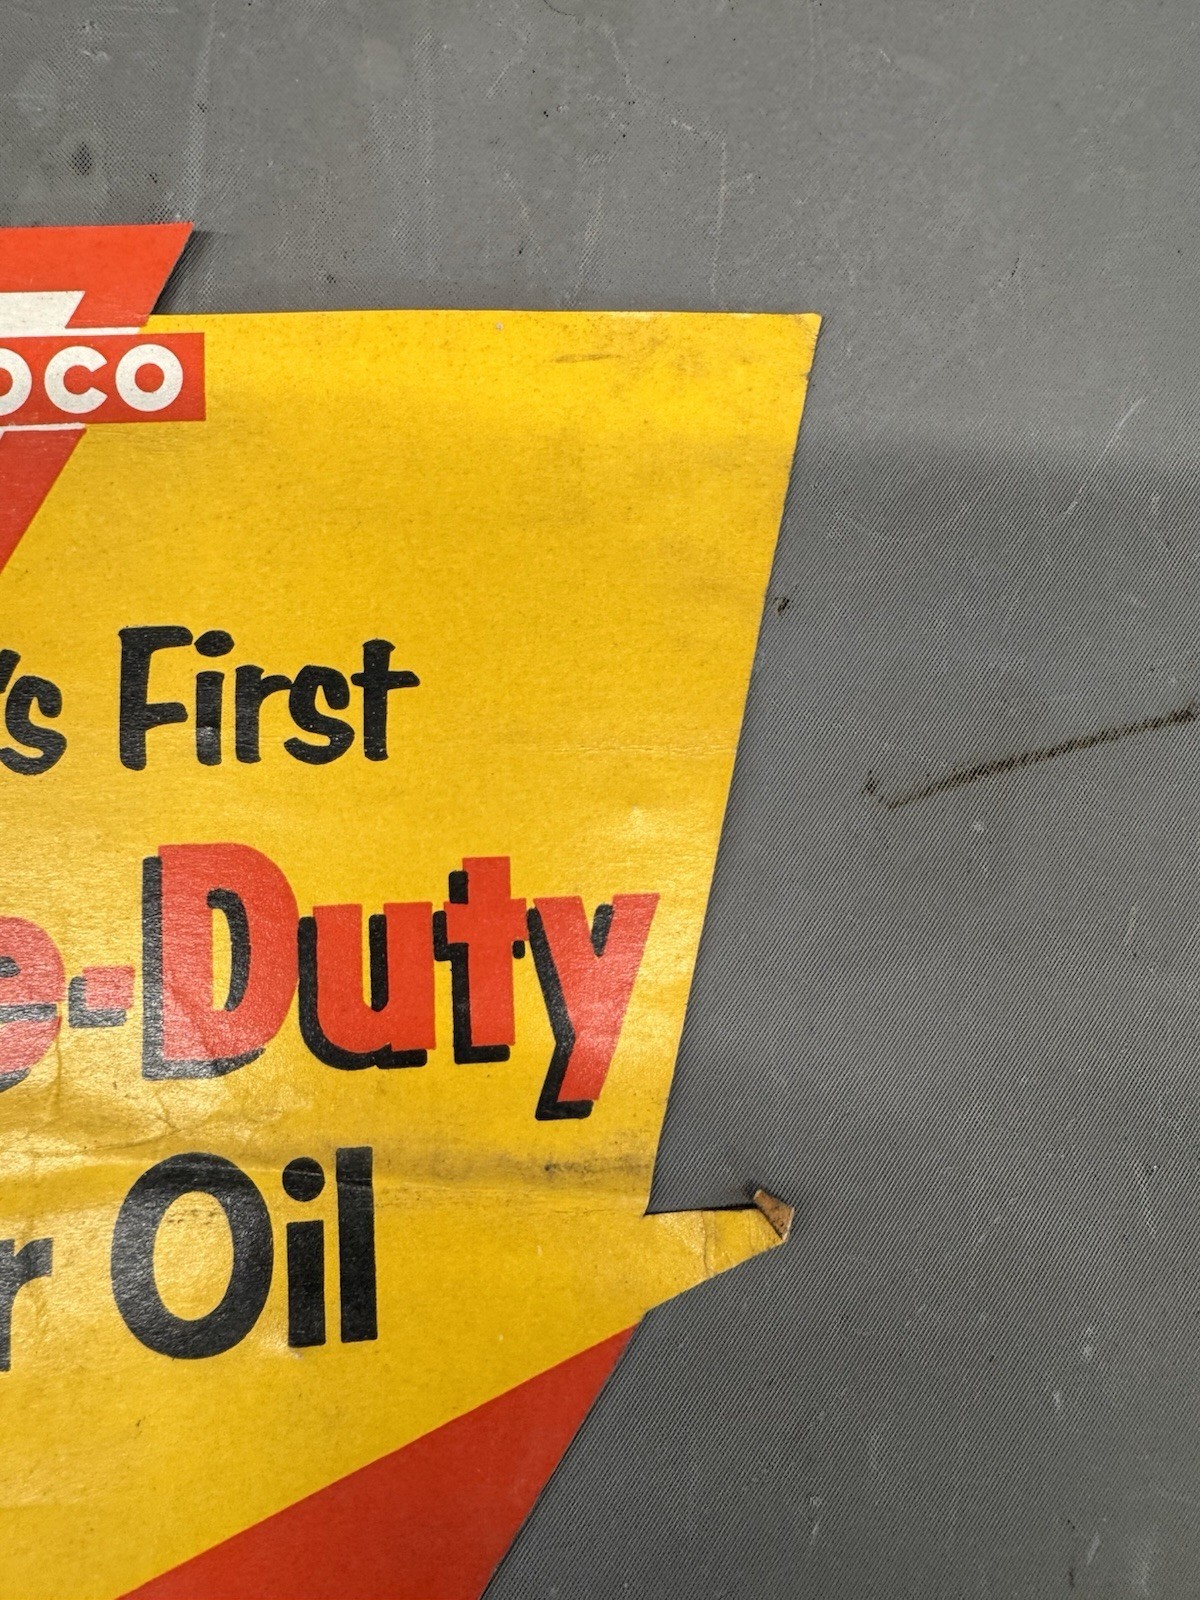 OCO
's First
e-Duty
r Oil